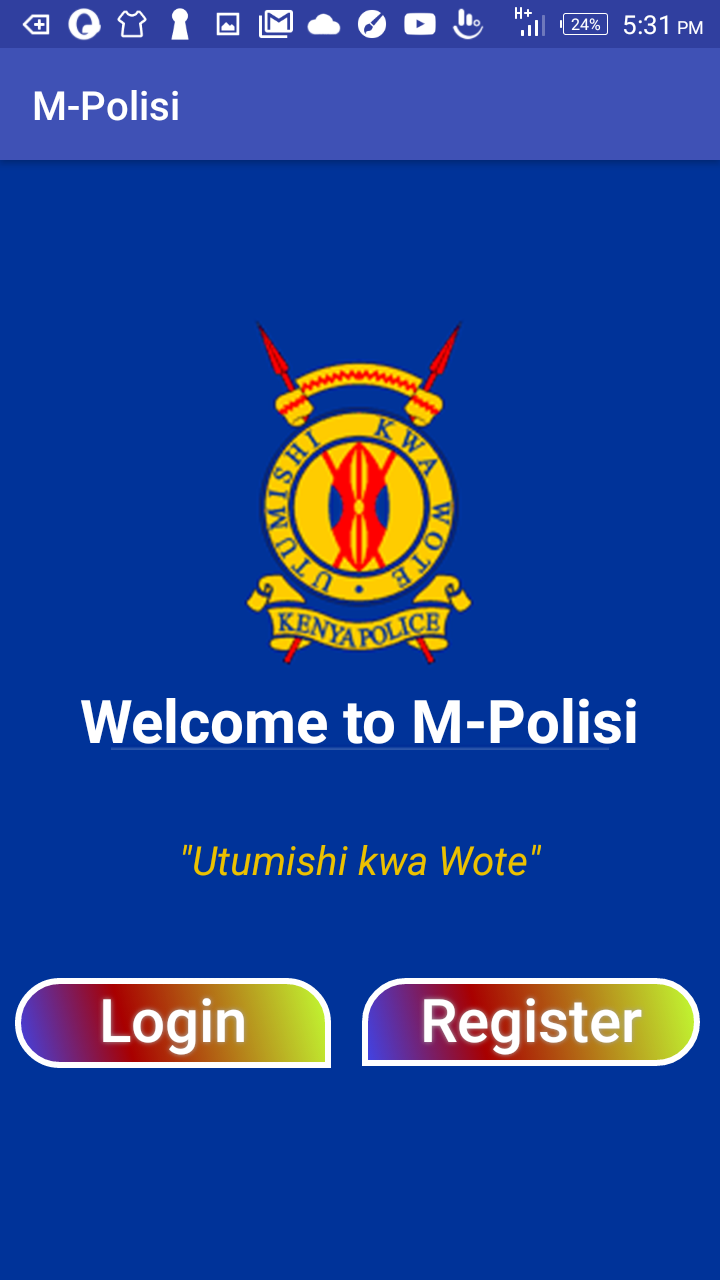 H+ 24% 5:31 PM
M-Polisi
UTUMISHI KWA WOTE
KENYA POLICE
Welcome to M-Polisi
"Utumishi kwa Wote"
Login Register